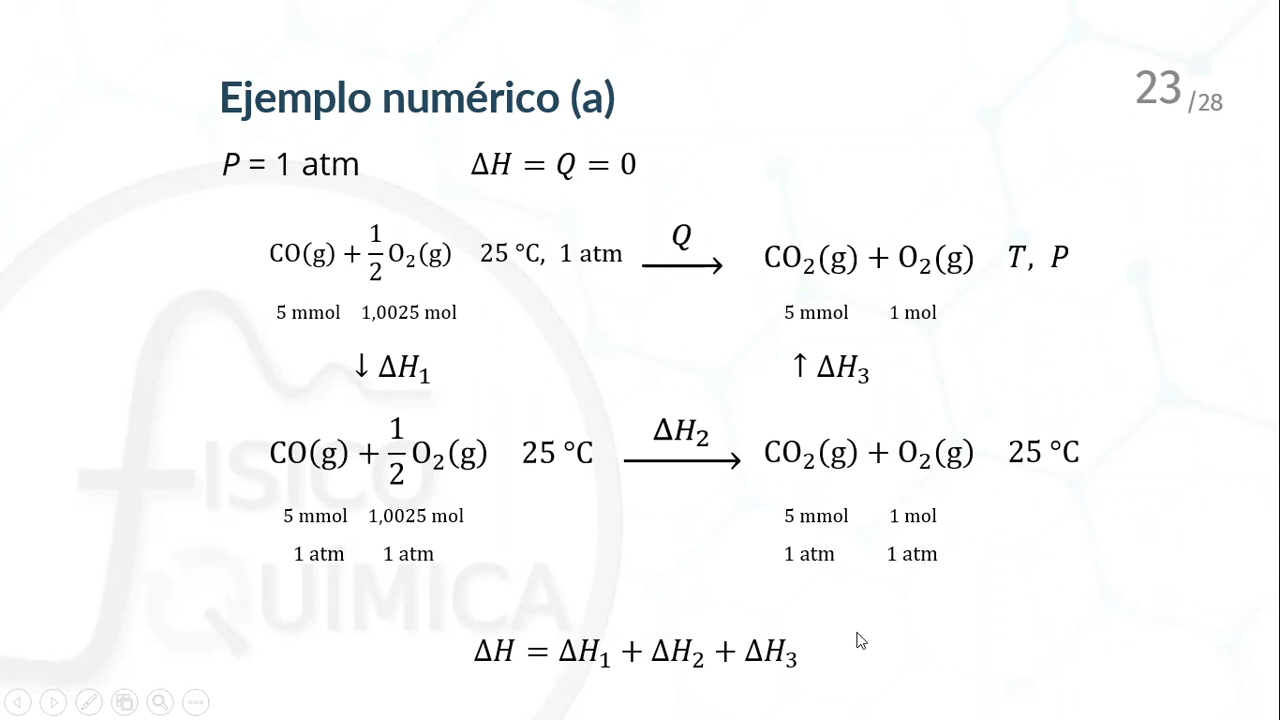 Ejemplo numérico (a)
23/28
P = 1 atm ΔH = Q = 0
CO(g) + 1/2 O₂(g) 25 °C, 1 atm Q → CO₂(g) + O₂(g) T, P
5 mmol 1,0025 mol 5 mmol 1 mol
↓ ΔH₁ ↑ ΔH₃
CO(g) + 1/2 O₂(g) 25 °C ΔH₂ → CO₂(g) + O₂(g) 25 °C
5 mmol 1,0025 mol 5 mmol 1 mol
1 atm 1 atm 1 atm 1 atm
ΔH = ΔH₁ + ΔH₂ + ΔH₃
FISICO
QUÍMICA